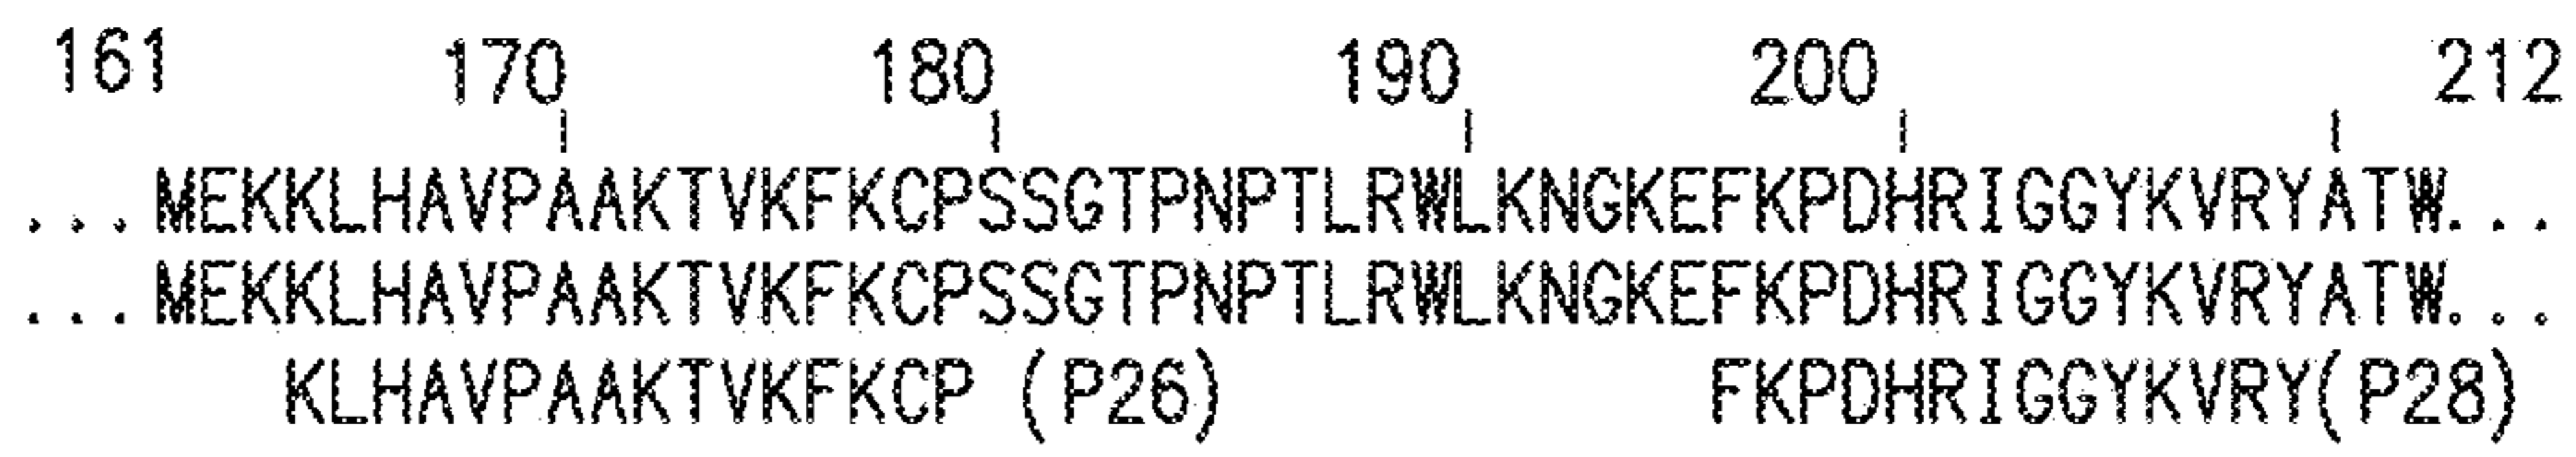 161 170 180 190 200 212
...MEKKLHAVPAAKTVKFKCPSSGTPNPTLRWLKNGKEFKPDHRIGGYKVRYATW...
...MEKKLHAVPAAKTVKFKCPSSGTPNPTLRWLKNGKEFKPDHRIGGYKVRYATW...
KLHAVPAAKTVKFKCP (P26) FKPDHRIGGYKVRY(P28)